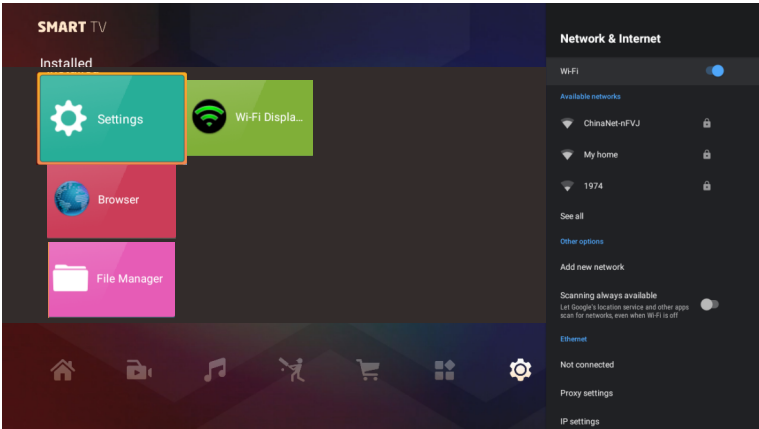 SMART TV
Installed
Settings
Wi-Fi Displa...
Browser
File Manager
Network & Internet
Wi-Fi
Available networks
ChinaNet-nFVJ
My home
1974
See all
Other options
Add new network
Scanning always available
Let Google's location service and other apps
scan for networks, even when Wi-Fi is off
Ethernet
Not connected
Proxy settings
IP settings